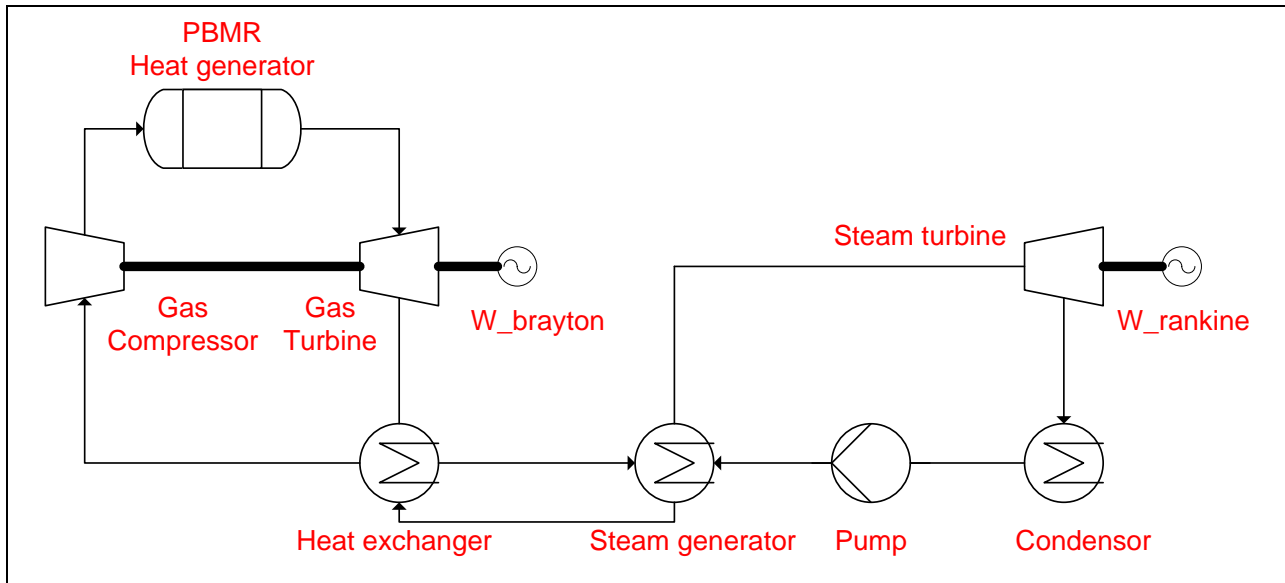 PBMR
Heat generator
Steam turbine
Gas
Compressor
Gas
Turbine
W_brayton
W_rankine
Heat exchanger
Steam generator
Pump
Condensor